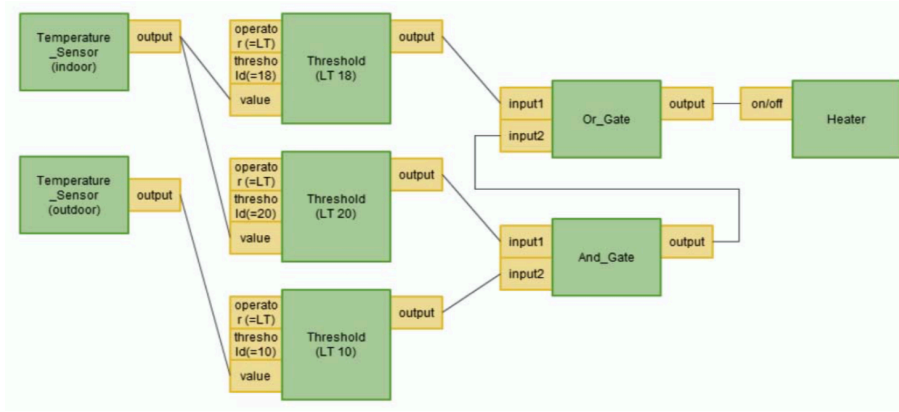 Temperature
_Sensor
(indoor)
output
operato
r (=LT)
thresho
ld(=18)
value
Threshold
(LT 18)
output
input1
input2
Or_Gate
output
on/off
Heater
Temperature
_Sensor
(outdoor)
output
operato
r (=LT)
thresho
ld(=20)
value
Threshold
(LT 20)
output
input1
input2
And_Gate
output
operato
r (=LT)
thresho
ld(=10)
value
Threshold
(LT 10)
output